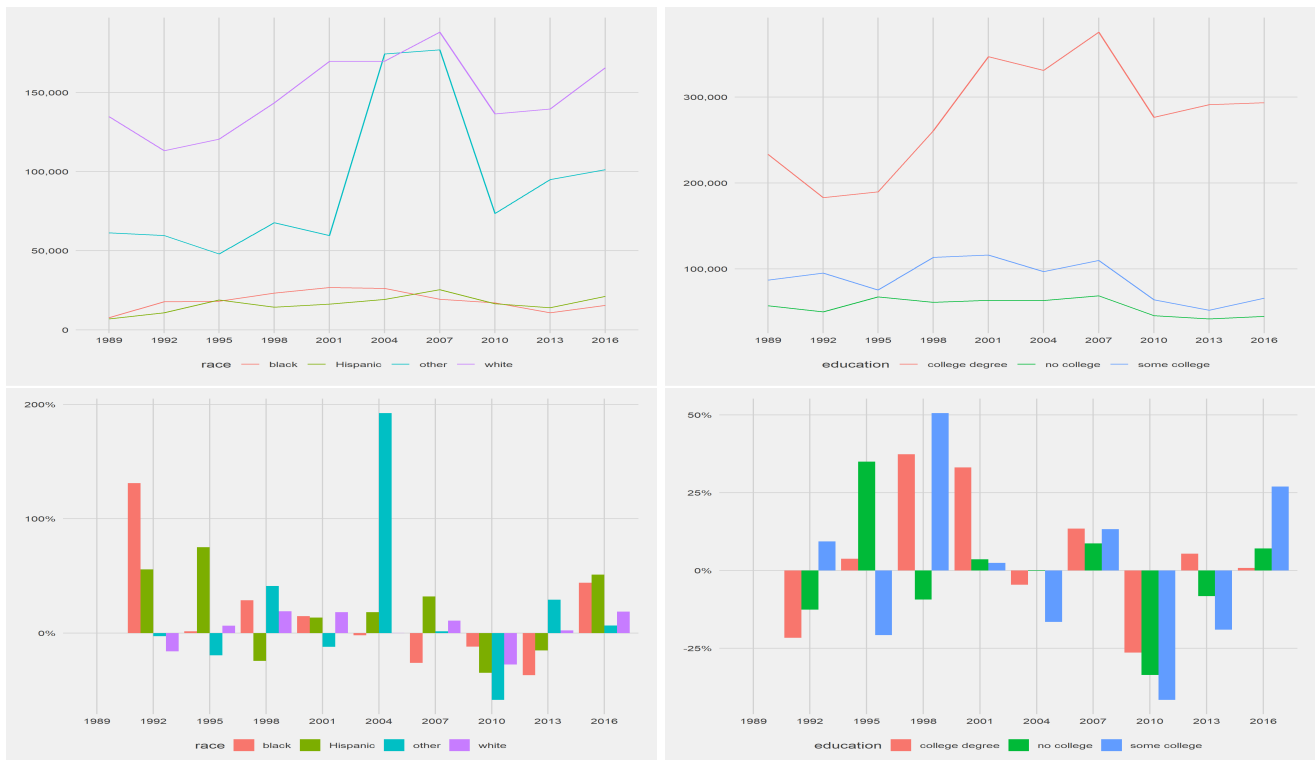 150,000
100,000
50,000
0
1989 1992 1995 1998 2001 2004 2007 2010 2013 2016
race black Hispanic other white
300,000
200,000
100,000
1989 1992 1995 1998 2001 2004 2007 2010 2013 2016
education college degree no college some college
200%
100%
0%
1989 1992 1995 1998 2001 2004 2007 2010 2013 2016
race black Hispanic other white
50%
25%
0%
-25%
1989 1992 1995 1998 2001 2004 2007 2010 2013 2016
education college degree no college some college